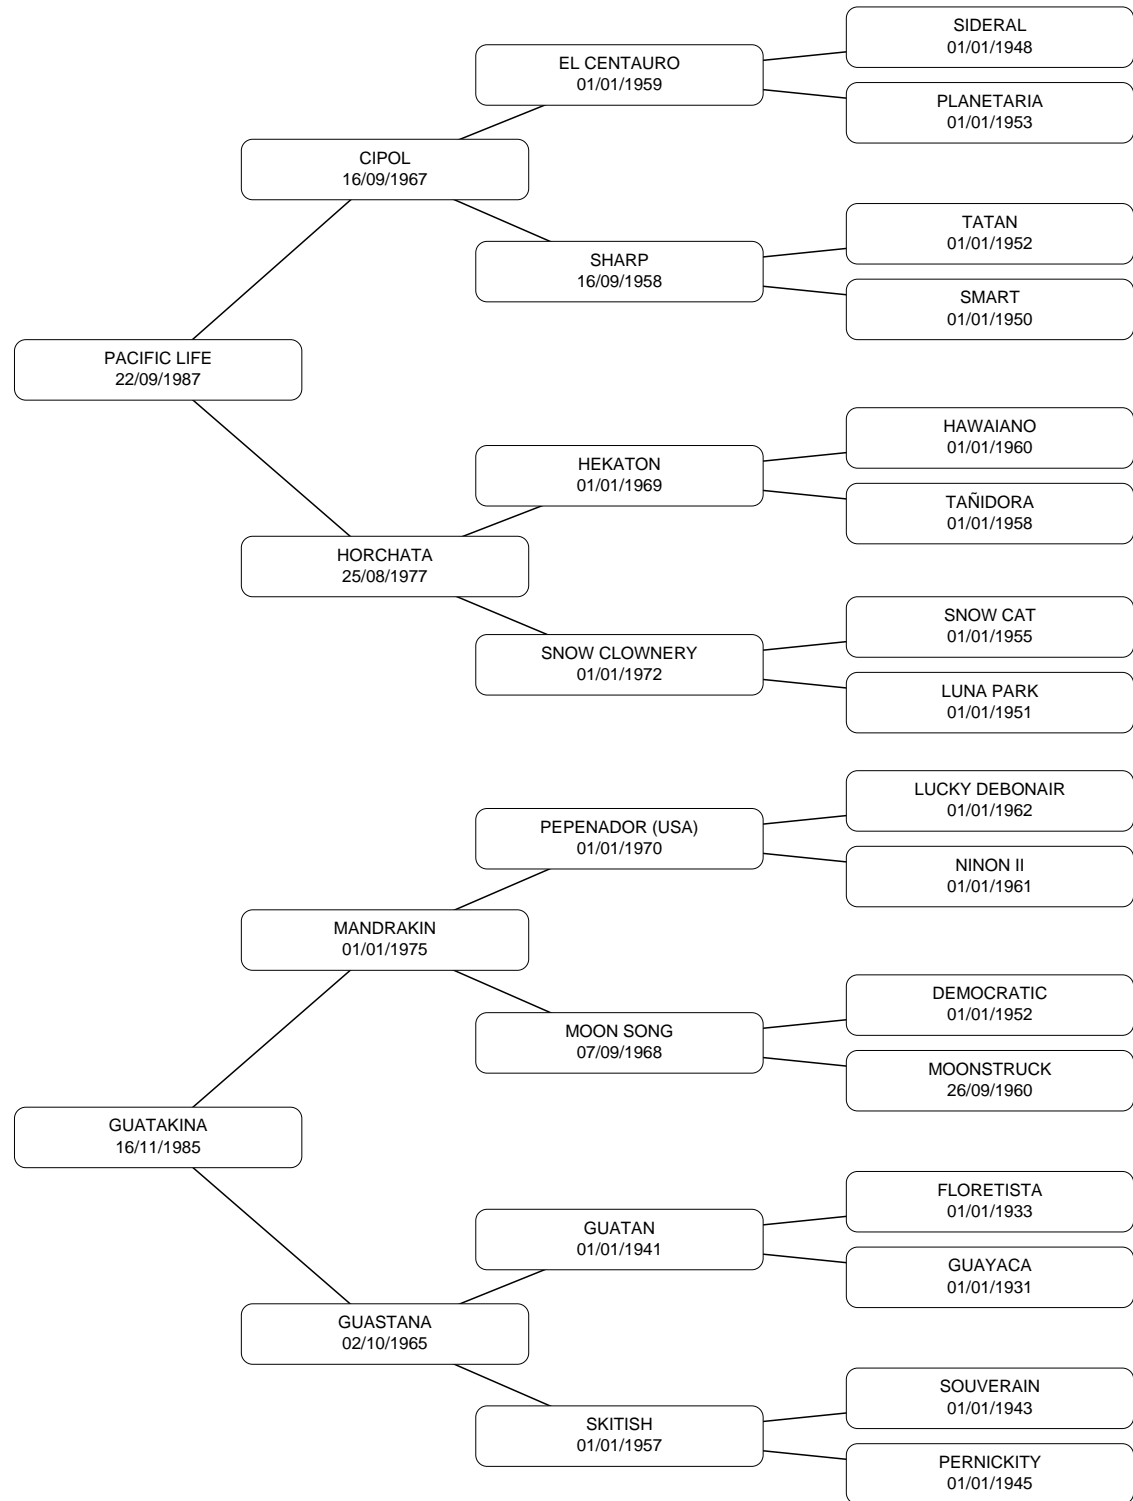 SIDERAL
01/01/1948
EL CENTAURO
01/01/1959
PLANETARIA
01/01/1953
CIPOL
16/09/1967
TATAN
01/01/1952
SHARP
16/09/1958
SMART
01/01/1950
PACIFIC LIFE
22/09/1987
HAWAIANO
01/01/1960
HEKATON
01/01/1969
TAÑIDORA
01/01/1958
HORCHATA
25/08/1977
SNOW CAT
01/01/1955
SNOW CLOWNERY
01/01/1972
LUNA PARK
01/01/1951
LUCKY DEBONAIR
01/01/1962
PEPENADOR (USA)
01/01/1970
NINON II
01/01/1961
MANDRAKIN
01/01/1975
DEMOCRATIC
01/01/1952
MOON SONG
07/09/1968
MOONSTRUCK
26/09/1960
GUATAKINA
16/11/1985
FLORETISTA
01/01/1933
GUATAN
01/01/1941
GUAYACA
01/01/1931
GUASTANA
02/10/1965
SOUVERAIN
01/01/1943
SKITISH
01/01/1957
PERNICKITY
01/01/1945